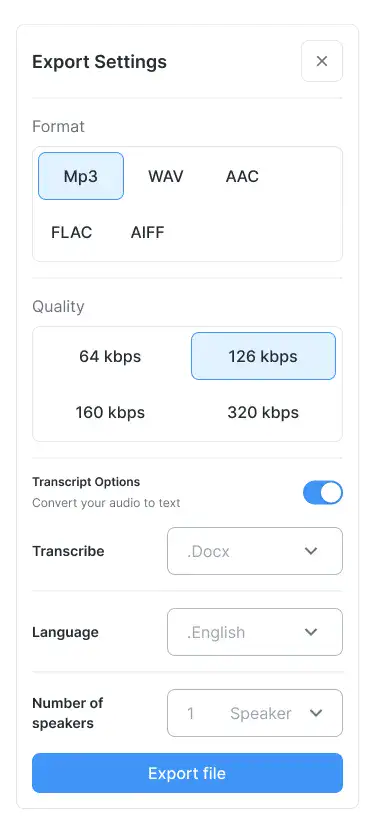 Export Settings
Format
Mp3 WAV AAC
FLAC AIFF
Quality
64 kbps 126 kbps
160 kbps 320 kbps
Transcript Options
Convert your audio to text
Transcribe .Docx
Language .English
Number of
speakers
1 Speaker
Export file